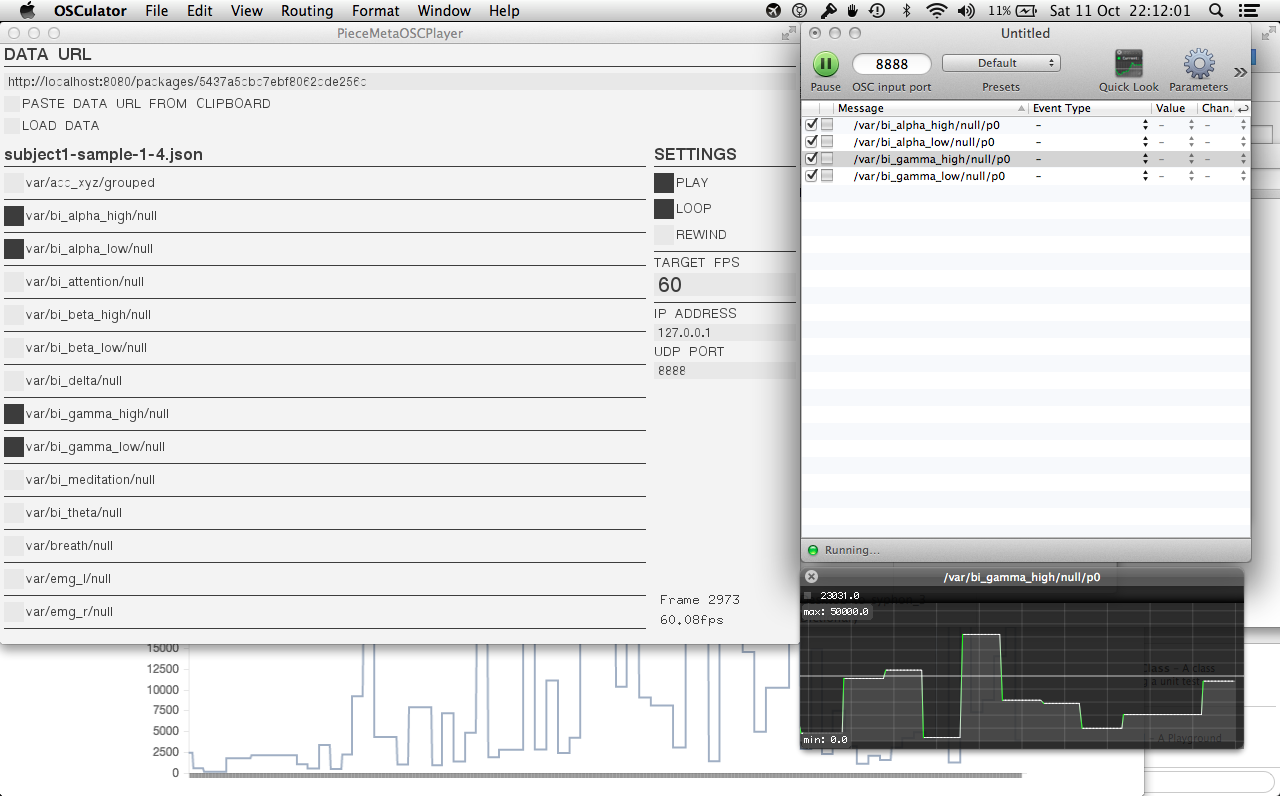 OSCulator File Edit View Routing Format Window Help 11% Sat 11 Oct 22:12:01
PieceMetaOSCPlayer
DATA URL
http://localhost:8080/packages/5437a5cbc7ebf8062cde256c
PASTE DATA URL FROM CLIPBOARD
LOAD DATA
subject1-sample-1-4.json
var/acc_xyz/grouped
var/bi_alpha_high/null
var/bi_alpha_low/null
var/bi_attention/null
var/bi_beta_high/null
var/bi_beta_low/null
var/bi_delta/null
var/bi_gamma_high/null
var/bi_gamma_low/null
var/bi_meditation/null
var/bi_theta/null
var/breath/null
var/emg_l/null
var/emg_r/null
SETTINGS
PLAY
LOOP
REWIND
TARGET FPS
60
IP ADDRESS
127.0.0.1
UDP PORT
8888
Frame 2973
60.08fps
Untitled
8888 Default
Pause OSC input port Presets Quick Look Parameters
Message Event Type Value Chan.
/var/bi_alpha_high/null/p0 – – –
/var/bi_alpha_low/null/p0 – – –
/var/bi_gamma_high/null/p0 – – –
/var/bi_gamma_low/null/p0 – – –
Running...
/var/bi_gamma_high/null/p0
23031.0
max: 50000.0
min: 0.0
Class – A class
g a unit test
– A Playground
15000
12500
10000
7500
5000
2500
0